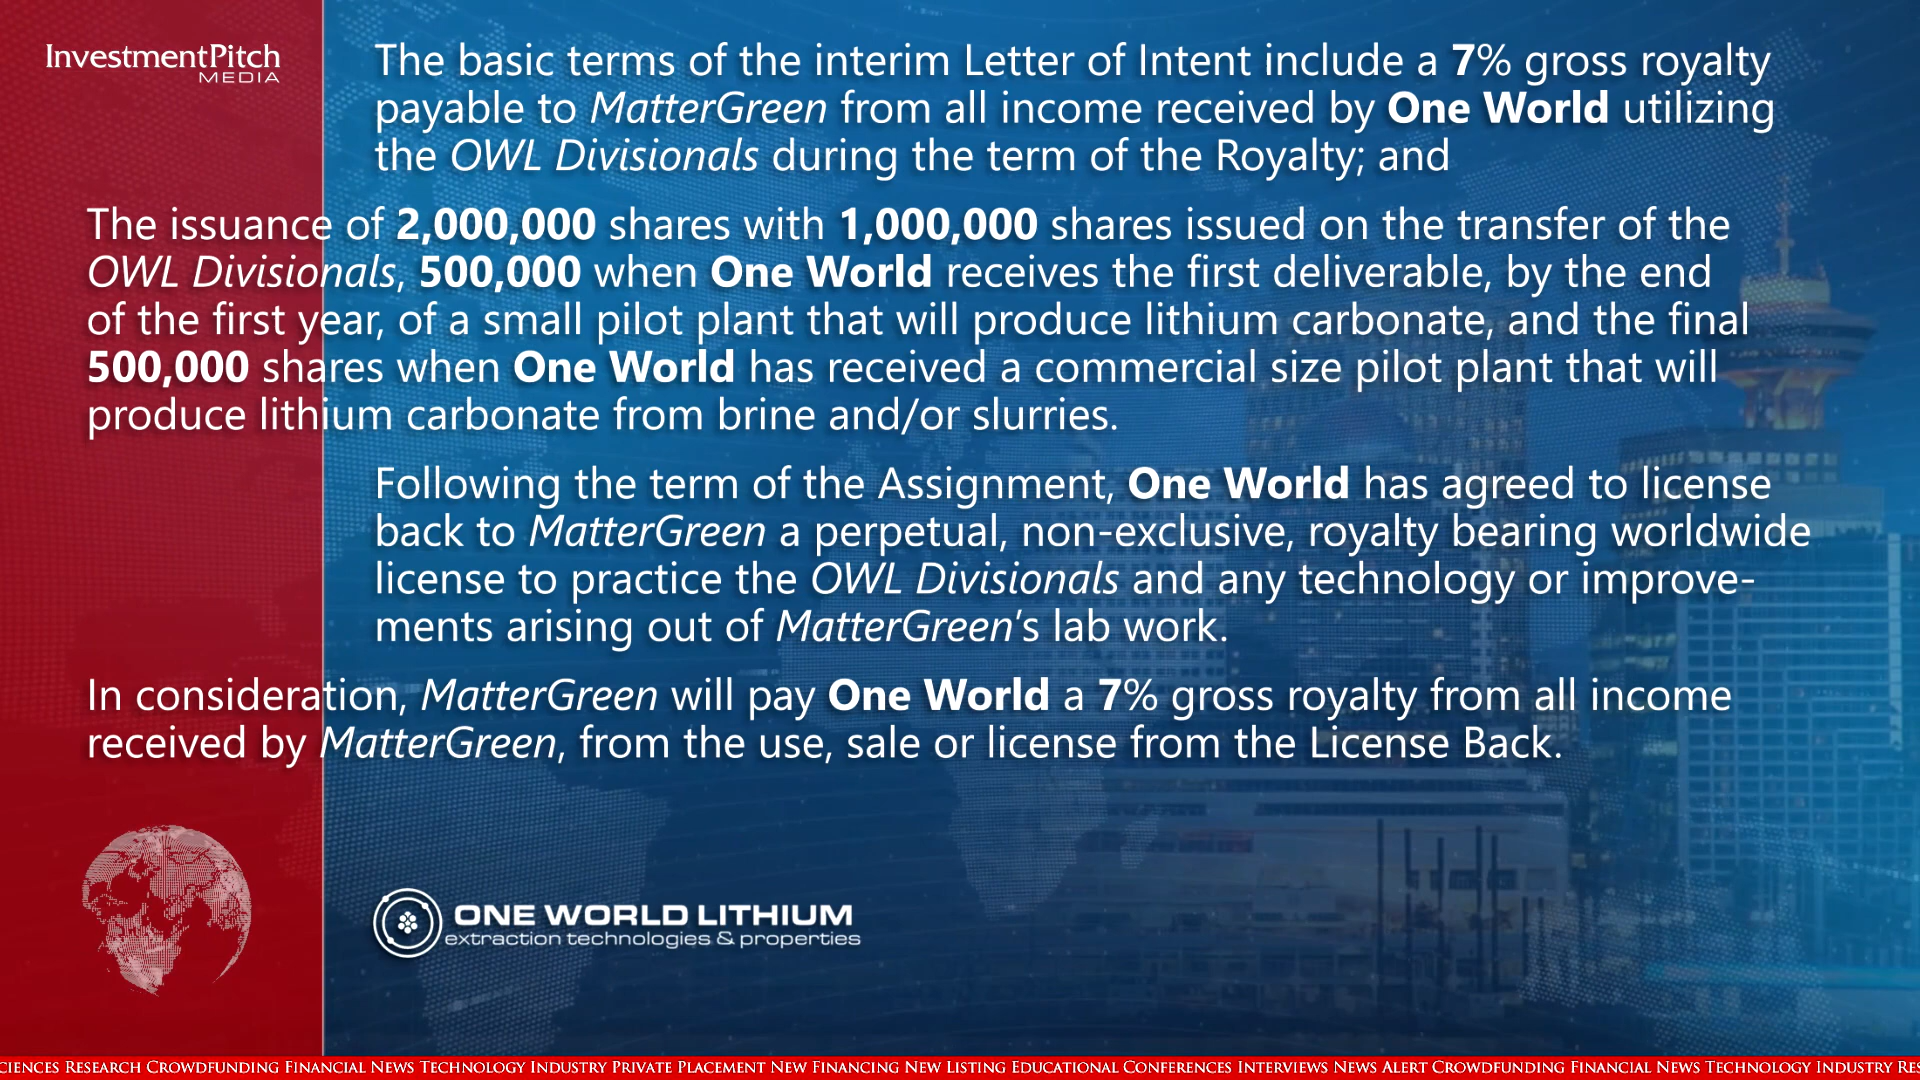 InvestmentPitch
MEDIA
The basic terms of the interim Letter of Intent include a 7% gross royalty
payable to MatterGreen from all income received by One World utilizing
the OWL Divisionals during the term of the Royalty; and
The issuance of 2,000,000 shares with 1,000,000 shares issued on the transfer of the
OWL Divisionals, 500,000 when One World receives the first deliverable, by the end
of the first year, of a small pilot plant that will produce lithium carbonate, and the final
500,000 shares when One World has received a commercial size pilot plant that will
produce lithium carbonate from brine and/or slurries.
Following the term of the Assignment, One World has agreed to license
back to MatterGreen a perpetual, non-exclusive, royalty bearing worldwide
license to practice the OWL Divisionals and any technology or improve-
ments arising out of MatterGreen's lab work.
In consideration, MatterGreen will pay One World a 7% gross royalty from all income
received by MatterGreen, from the use, sale or license from the License Back.
ONE WORLD LITHIUM
extraction technologies & properties
CIENCES RESEARCH CROWDFUNDING FINANCIAL NEWS TECHNOLOGY INDUSTRY PRIVATE PLACEMENT NEW FINANCING NEW LISTING EDUCATIONAL CONFERENCES INTERVIEWS NEWS ALERT CROWDFUNDING FINANCIAL NEWS TECHNOLOGY INDUSTRY RES